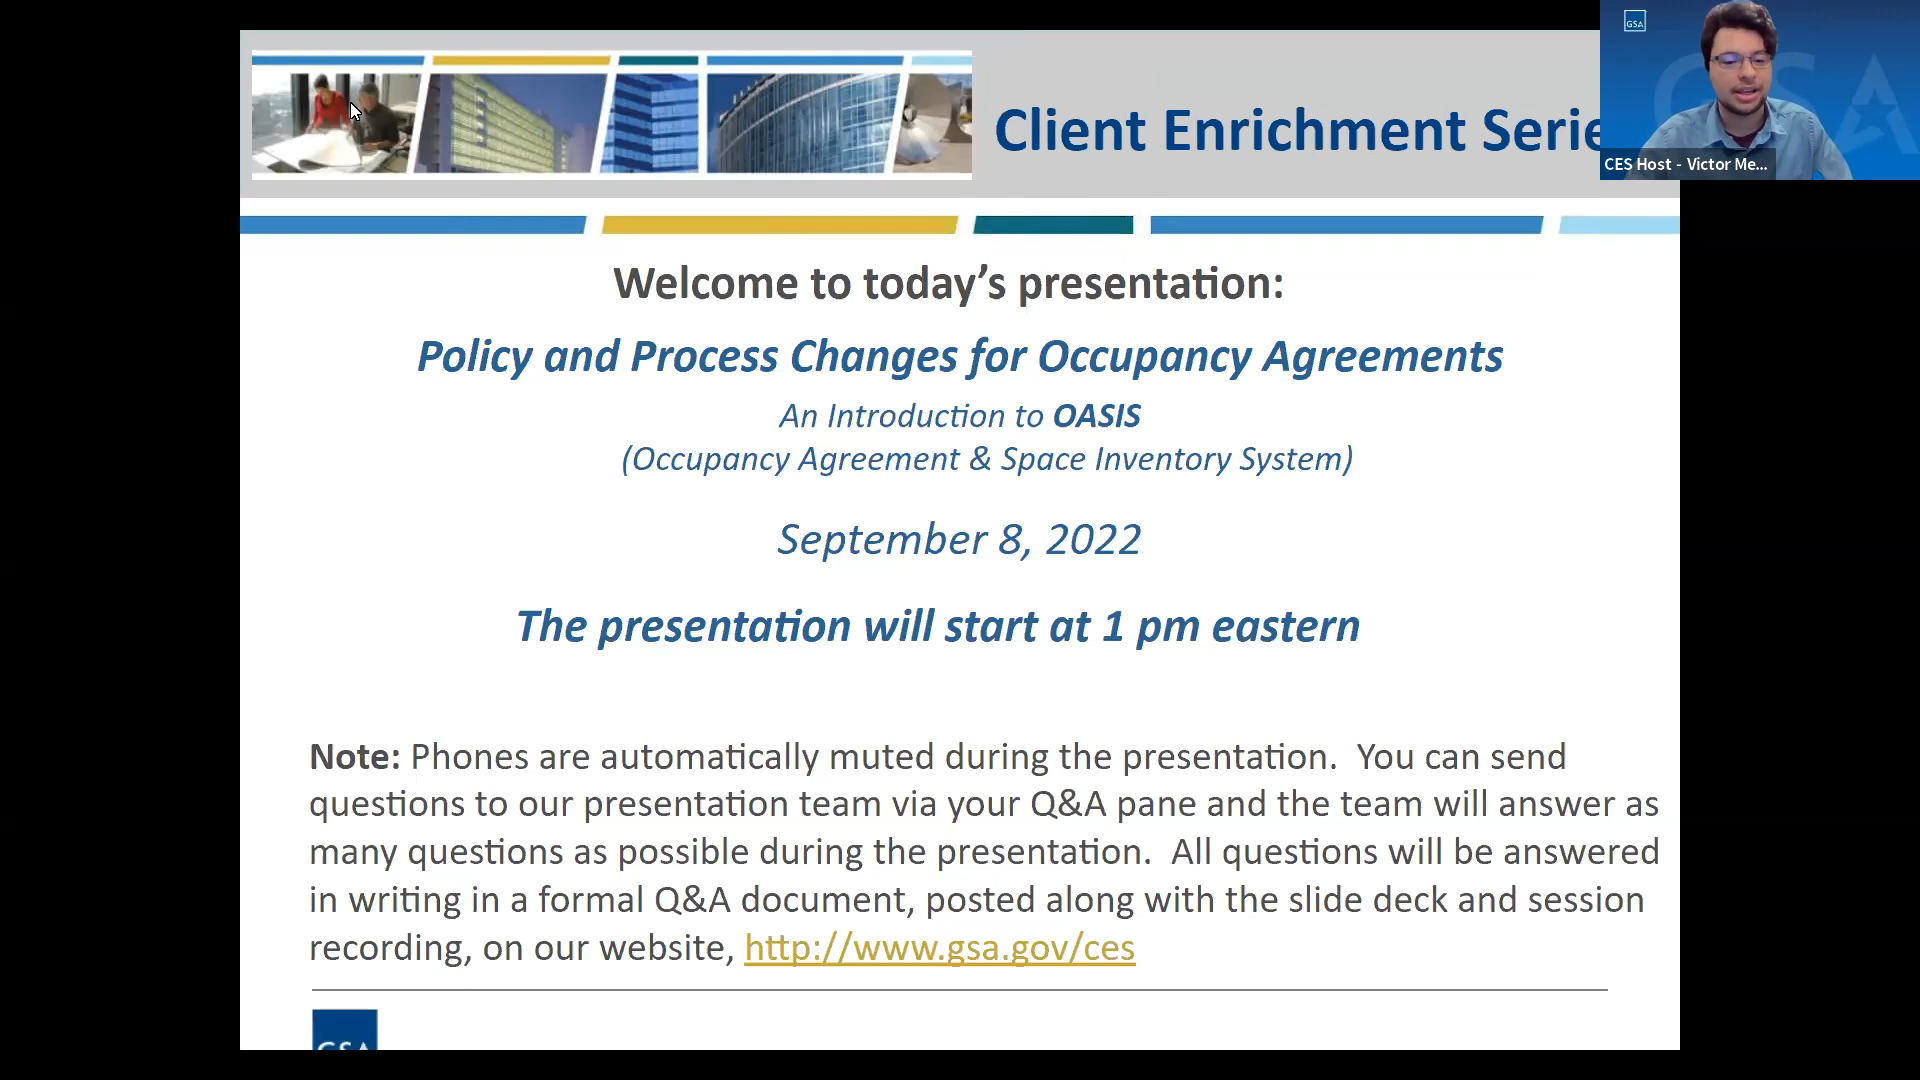 GSA
Client Enrichment Serie
CES Host - Victor Me...
Welcome to today’s presentation:
Policy and Process Changes for Occupancy Agreements
An Introduction to OASIS
(Occupancy Agreement & Space Inventory System)
September 8, 2022
The presentation will start at 1 pm eastern
Note: Phones are automatically muted during the presentation.  You can send
questions to our presentation team via your Q&A pane and the team will answer as
many questions as possible during the presentation.  All questions will be answered
in writing in a formal Q&A document, posted along with the slide deck and session
recording, on our website, http://www.gsa.gov/ces
GSA